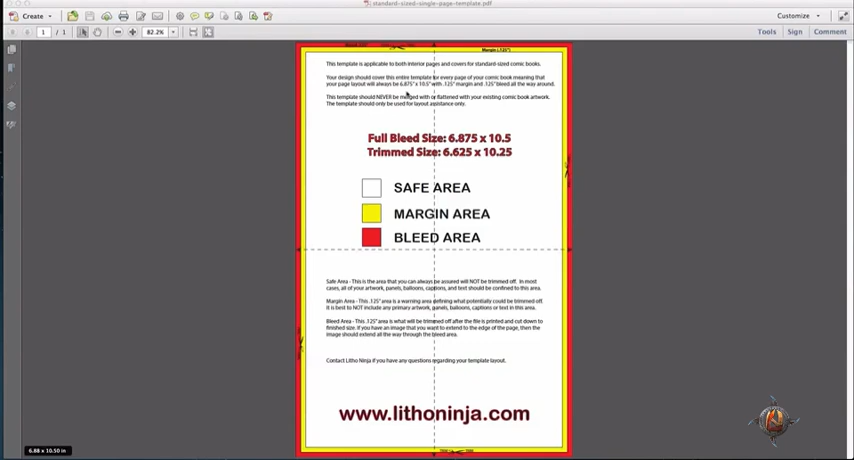 standard-sized-single-page-template.pdf
Create
Customize
1 / 1
82.2%
Tools Sign Comment
Margin (.125")
This template is applicable to both interior pages and covers for standard-sized comic books.
Your design should cover this entire template for every page of your comic book meaning that
your page layout will always be 6.875" x 10.5" with .125" margin and .125" bleed all the way around.
This template should NEVER be merged with or flattened with your existing comic book artwork.
The template should only be used for layout assistance only.
Full Bleed Size: 6.875 x 10.5
Trimmed Size: 6.625 x 10.25
SAFE AREA
MARGIN AREA
BLEED AREA
Safe Area - This is the area that you can always be assured will NOT be trimmed off. In most
cases, all of your artwork, panels, balloons, captions, and text should be confined to this area.
Margin Area - This .125" area is a warning area defining what potentially could be trimmed off.
It is best to NOT include any primary artwork, panels, balloons, captions or text in this area.
Bleed Area - This .125" area is what will be trimmed off after the file is printed and cut down to
finished size. If you have an image that you want to extend to the edge of the page, then the
image should extend all the way through the bleed area.
Contact Litho Ninja if you have any questions regarding your template layout.
www.lithoninja.com
6.88 x 10.50 in